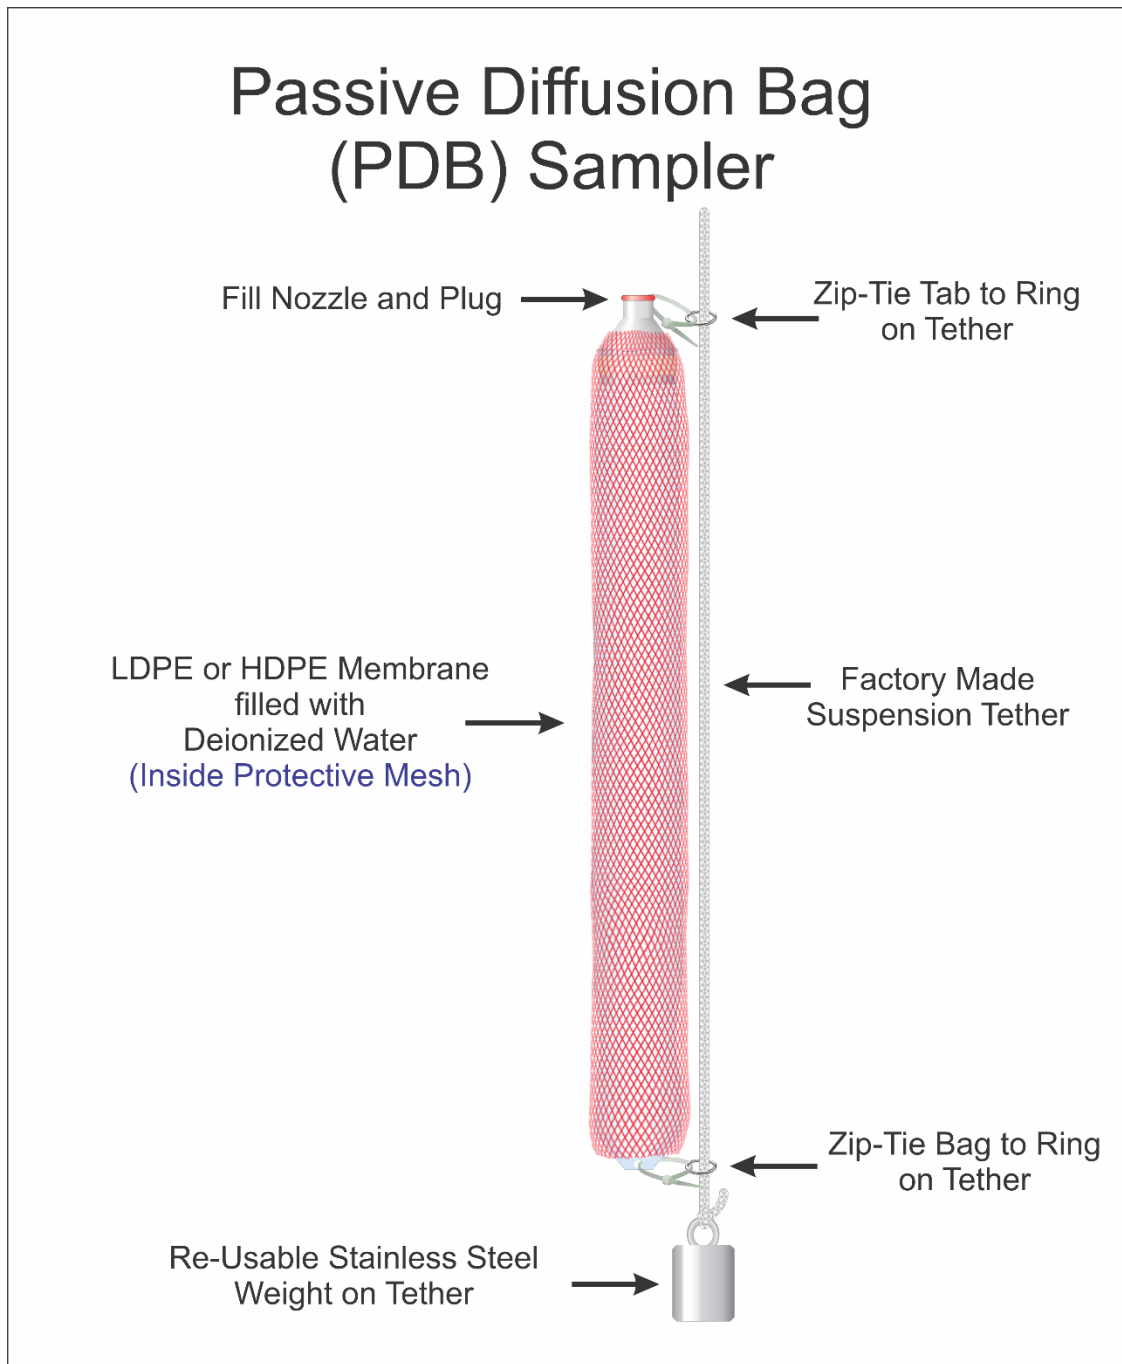 Passive Diffusion Bag
(PDB) Sampler
Fill Nozzle and Plug
Zip-Tie Tab to Ring
on Tether
LDPE or HDPE Membrane
filled with
Deionized Water
(Inside Protective Mesh)
Factory Made
Suspension Tether
Zip-Tie Bag to Ring
on Tether
Re-Usable Stainless Steel
Weight on Tether